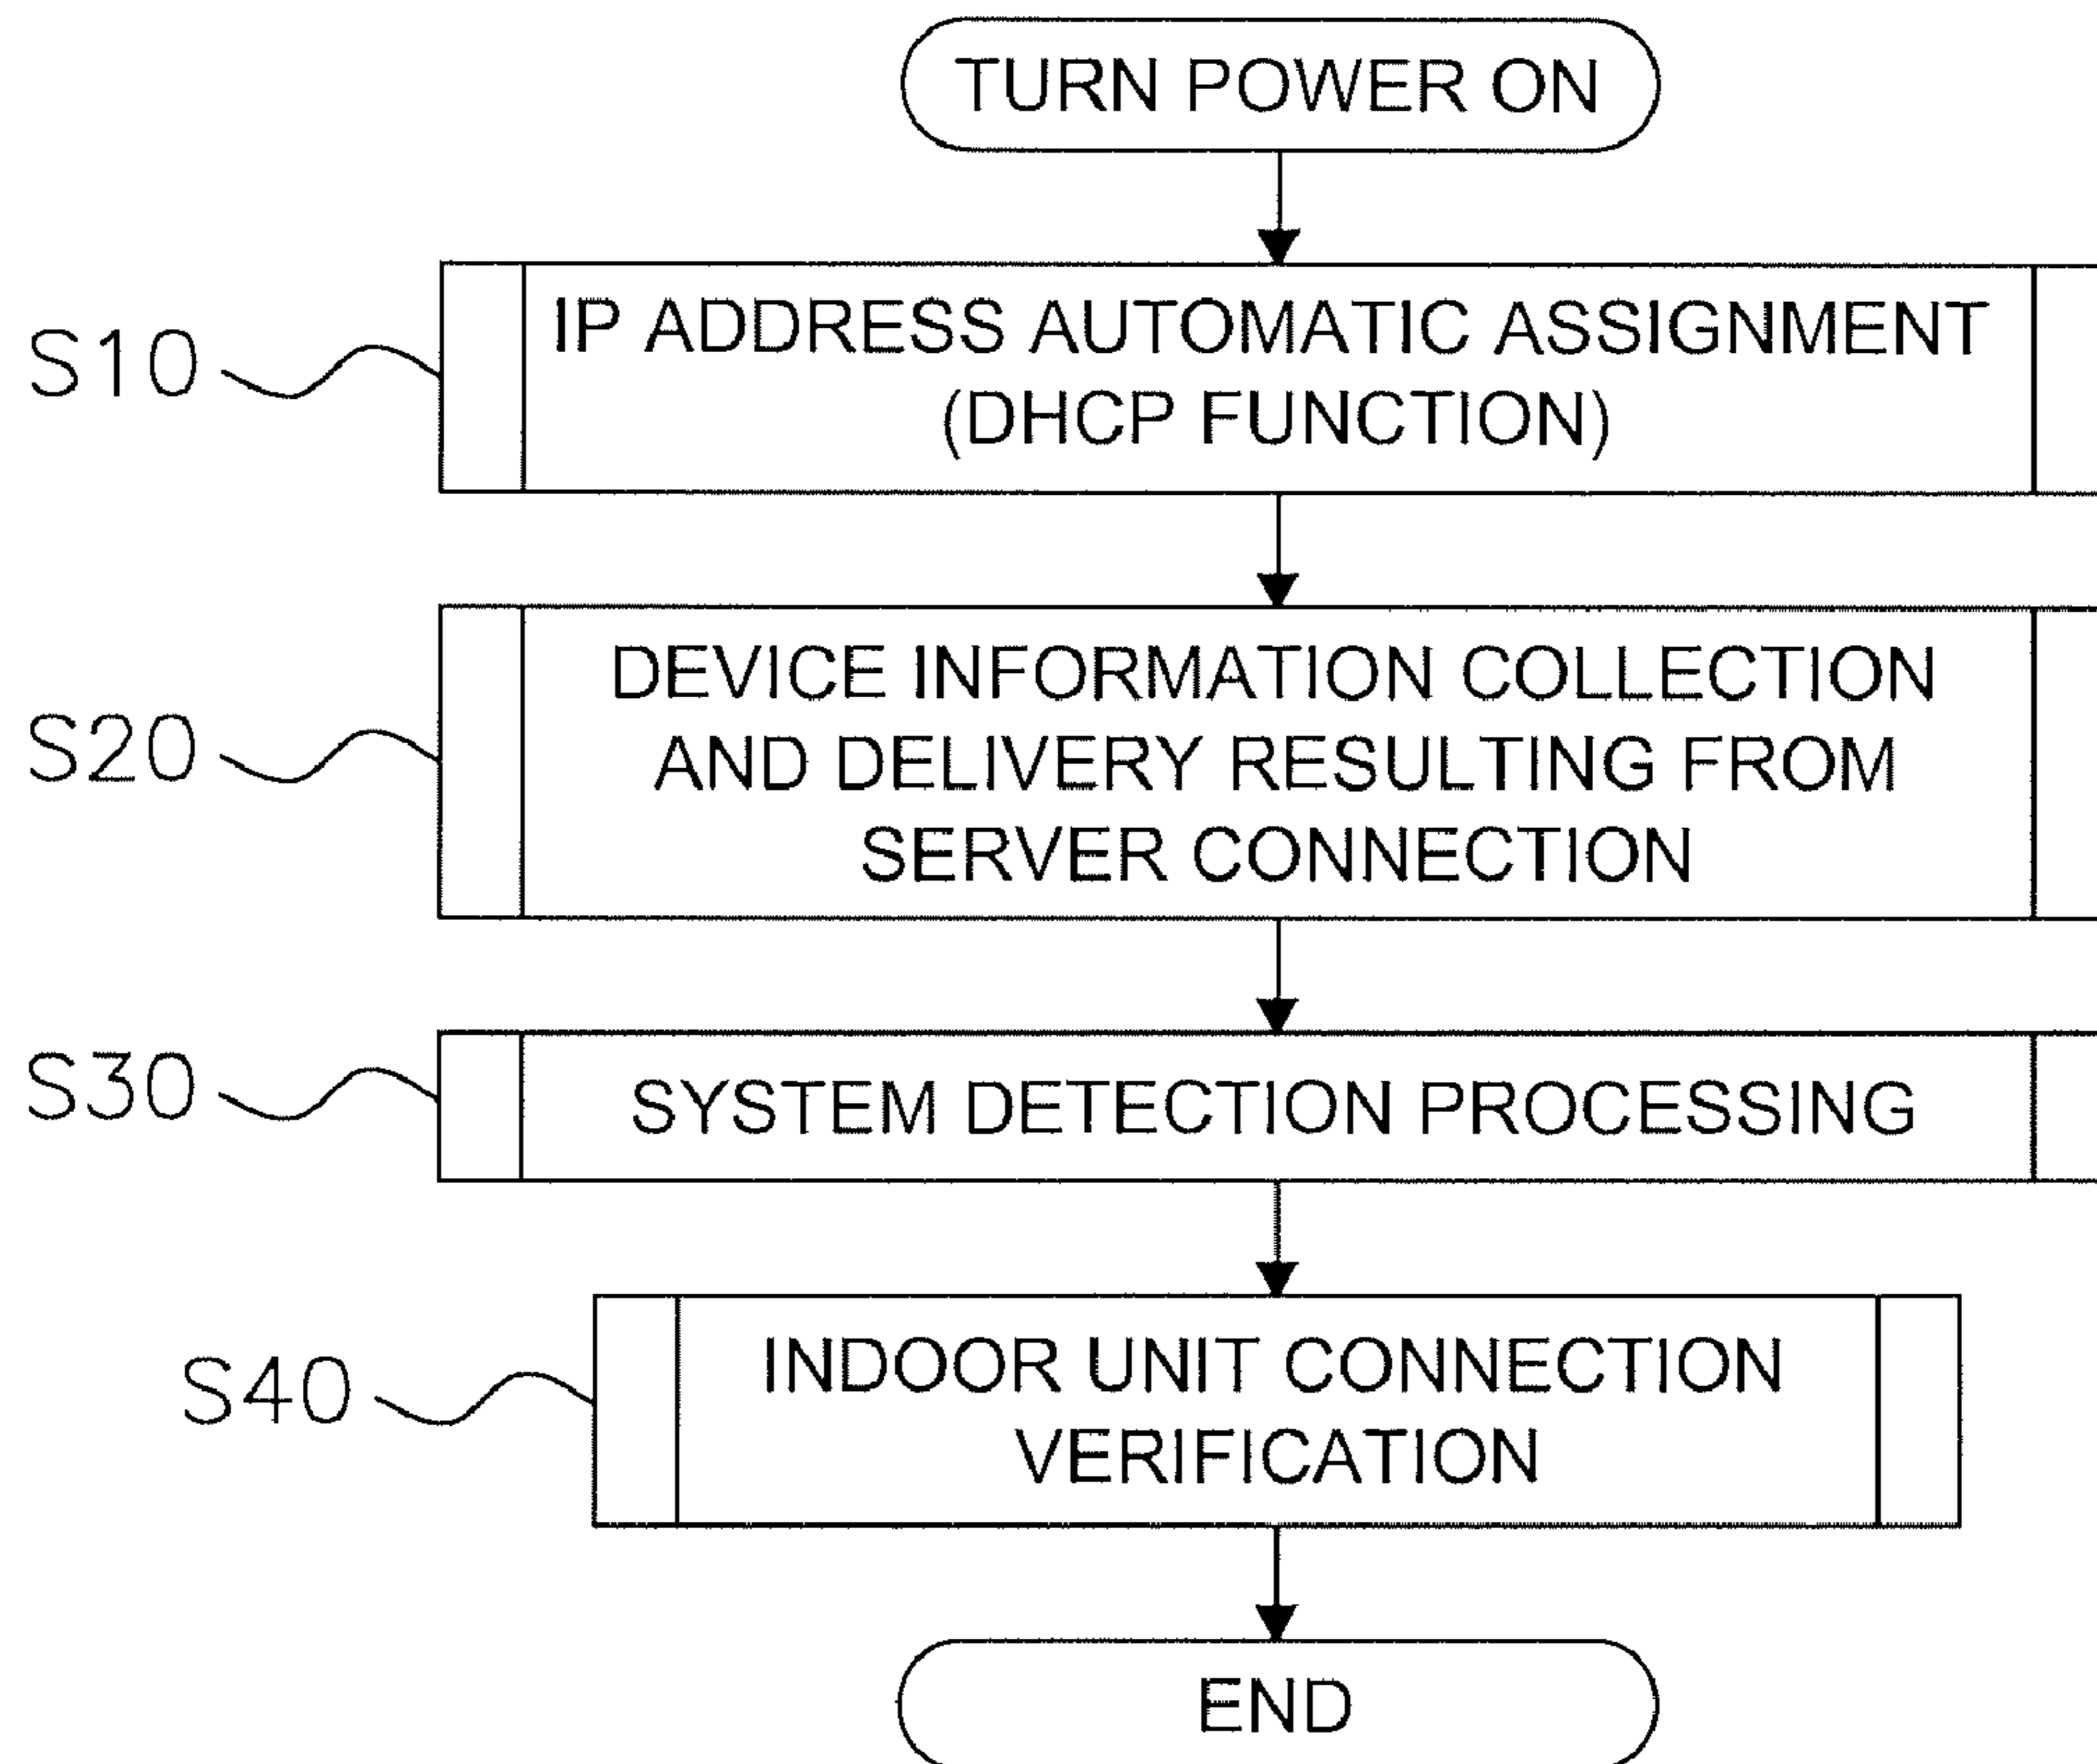 TURN POWER ON
S10
IP ADDRESS AUTOMATIC ASSIGNMENT
(DHCP FUNCTION)
S20
DEVICE INFORMATION COLLECTION
AND DELIVERY RESULTING FROM
SERVER CONNECTION
S30
SYSTEM DETECTION PROCESSING
S40
INDOOR UNIT CONNECTION
VERIFICATION
END